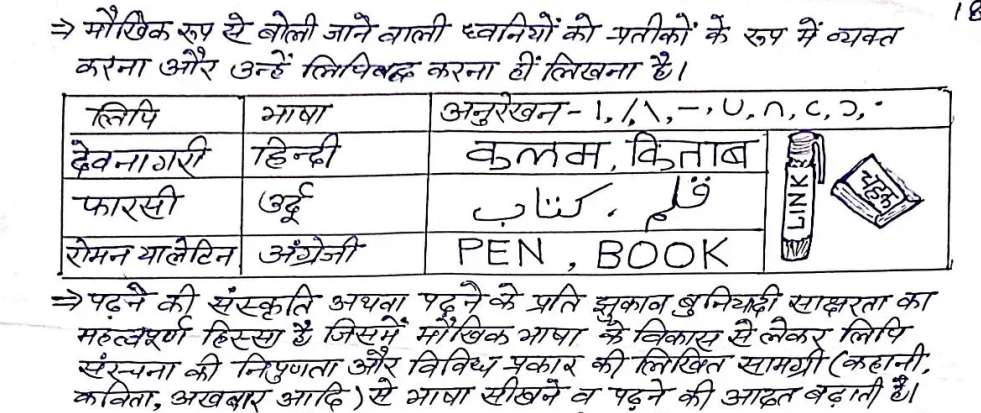 18
⇒ मौखिक रूप से बोली जाने वाली ध्वनियों को प्रतीकों के रूप में व्यक्त
करना और उन्हें लिपिबद्ध करना हीं लिखना है।
लिपि भाषा अनुरेखन - ।, /, \, –, ∪, ∩, C, Ɔ, ·
देवनागरी हिन्दी कलम, किताब
फारसी उर्दू قلم ، کتاب
रोमन या लेटिन अंग्रेजी PEN, BOOK
LINK
चहक
⇒ पढ़ने की संस्कृति अथवा पढ़ने के प्रति झुकाव बुनियादी साक्षरता का
महत्वपूर्ण हिस्सा है, जिसमें मौखिक भाषा के विकास से लेकर लिपि
संरचना की निपुणता और विविध प्रकार की लिखित सामग्री (कहानी,
कविता, अखबार आदि) से भाषा सीखने व पढ़ने की आदत बढ़ाती है।